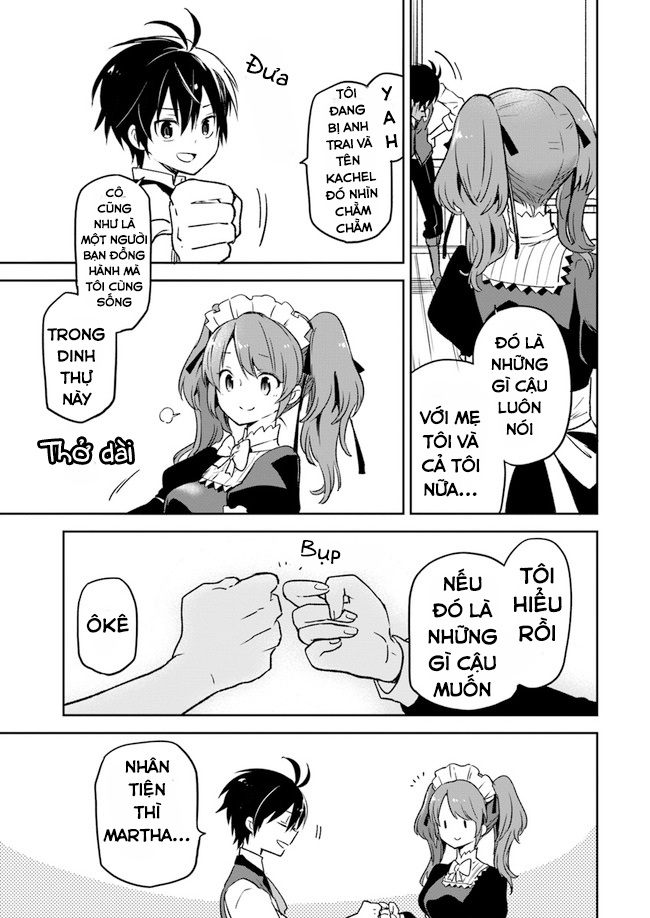 ĐÓ LÀ
NHỮNG
GÌ CẬU
LUÔN
NÓI
VỚI MẸ
TÔI VÀ
CẢ TÔI
NỮA...
YAH
TÔI
ĐANG
BỊ ANH
TRAI VÀ
TÊN
KACHEL
ĐÓ NHÌN
CHẰM
CHẰM
Đưa
CÔ
CŨNG
NHƯ LÀ
MỘT NGƯỜI
BẠN ĐỒNG
HÀNH MÀ
TÔI CÙNG
SỐNG
TRONG
DINH
THỰ
NÀY
Thở dài
TÔI
HIỂU
RỒI
NẾU
ĐÓ LÀ
NHỮNG
GÌ CẬU
MUỐN
Bụp
ÔKÊ
NHÂN
TIỆN
THÌ
MARTHA...